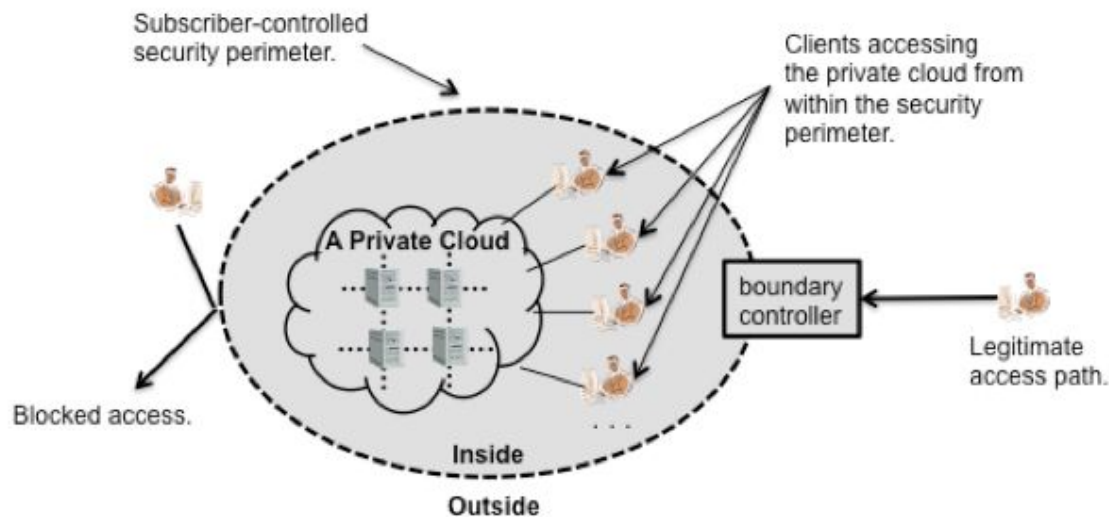 Subscriber-controlled
security perimeter.
Clients accessing
the private cloud from
within the security
perimeter.
A Private Cloud
boundary
controller
Legitimate
access path.
Blocked access.
. . .
Inside
Outside